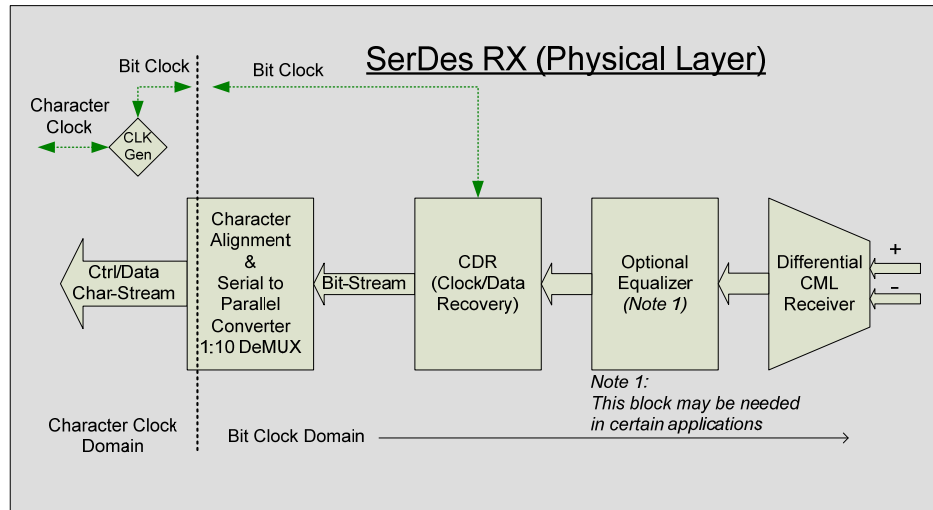 SerDes RX (Physical Layer)
Bit Clock
Bit Clock
Character
Clock
CLK
Gen
Ctrl/Data
Char-Stream
Character
Alignment
&
Serial to
Parallel
Converter
1:10 DeMUX
Bit-Stream
CDR
(Clock/Data
Recovery)
Optional
Equalizer
(Note 1)
Differential
CML
Receiver
+
-
Note 1:
This block may be needed
in certain applications
Character Clock
Domain
Bit Clock Domain